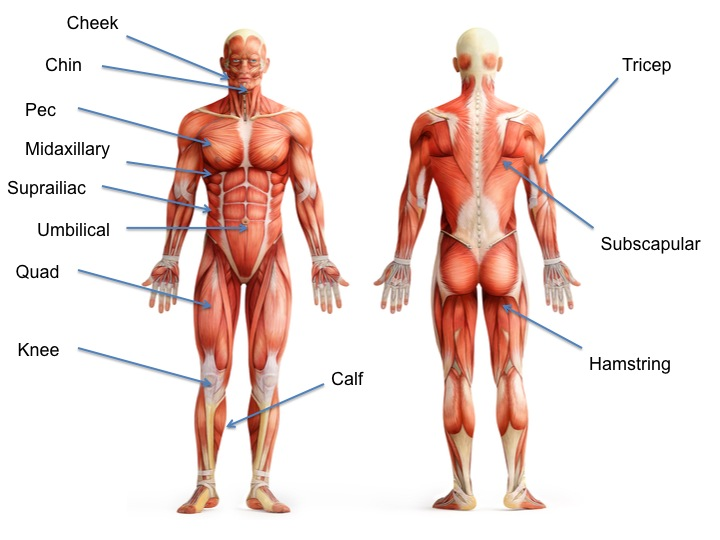 Cheek
Chin
Pec
Midaxillary
Suprailiac
Umbilical
Quad
Knee
Calf
Tricep
Subscapular
Hamstring